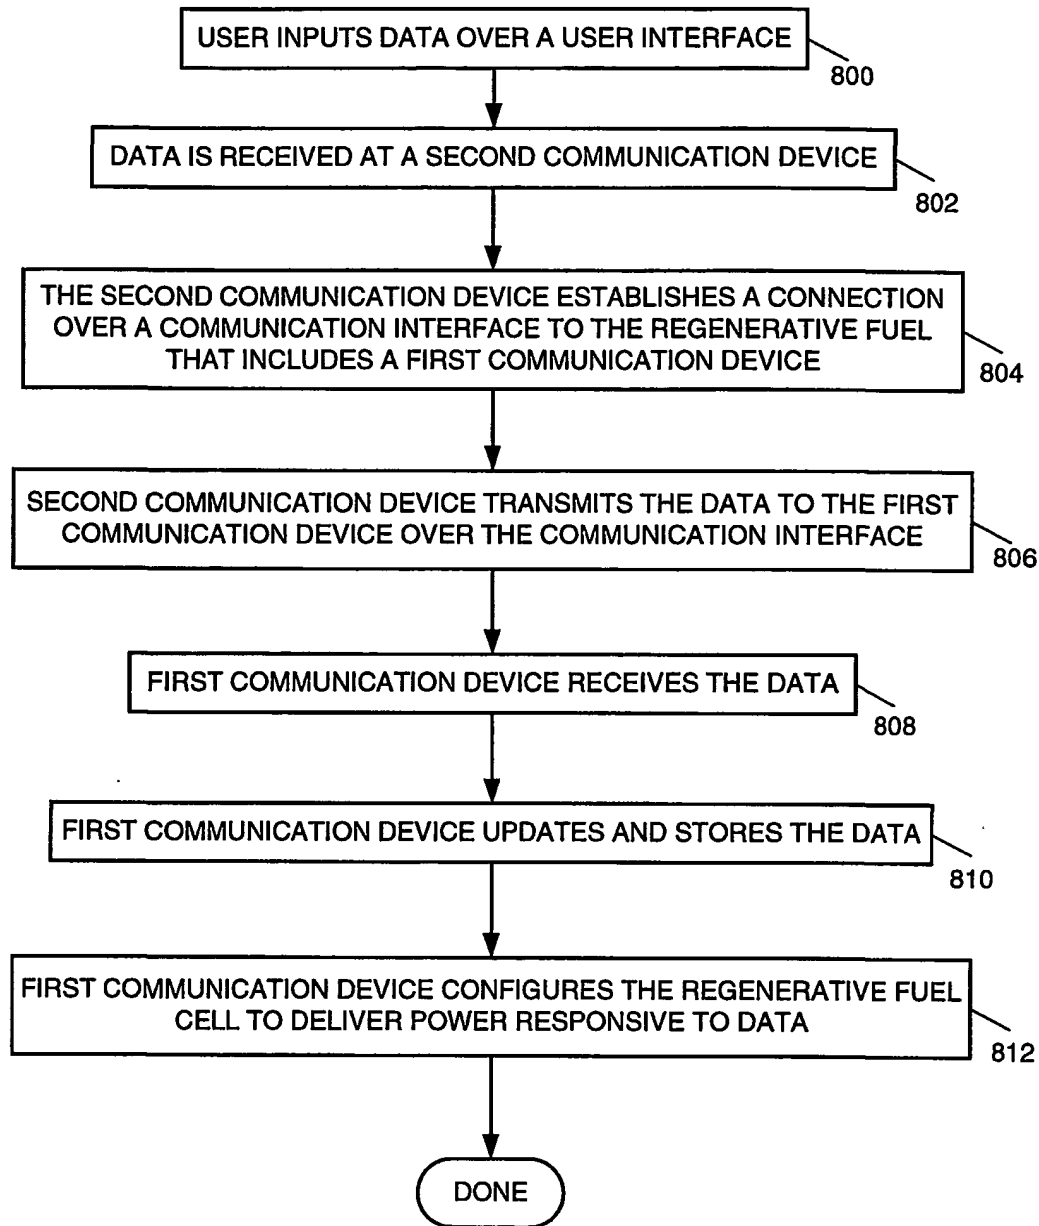 USER INPUTS DATA OVER A USER INTERFACE
800
DATA IS RECEIVED AT A SECOND COMMUNICATION DEVICE
802
THE SECOND COMMUNICATION DEVICE ESTABLISHES A CONNECTION
OVER A COMMUNICATION INTERFACE TO THE REGENERATIVE FUEL
THAT INCLUDES A FIRST COMMUNICATION DEVICE
804
SECOND COMMUNICATION DEVICE TRANSMITS THE DATA TO THE FIRST
COMMUNICATION DEVICE OVER THE COMMUNICATION INTERFACE
806
FIRST COMMUNICATION DEVICE RECEIVES THE DATA
808
FIRST COMMUNICATION DEVICE UPDATES AND STORES THE DATA
810
FIRST COMMUNICATION DEVICE CONFIGURES THE REGENERATIVE FUEL
CELL TO DELIVER POWER RESPONSIVE TO DATA
812
DONE